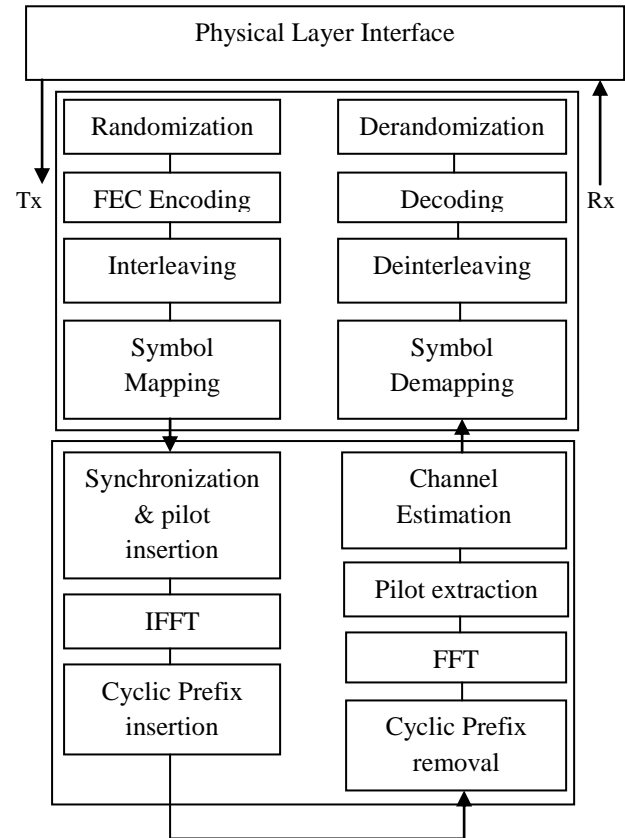 Physical Layer Interface
Randomization
Derandomization
Tx
FEC Encoding
Decoding
Rx
Interleaving
Deinterleaving
Symbol
Mapping
Symbol
Demapping
Synchronization
& pilot
insertion
Channel
Estimation
Pilot extraction
IFFT
FFT
Cyclic Prefix
insertion
Cyclic Prefix
removal